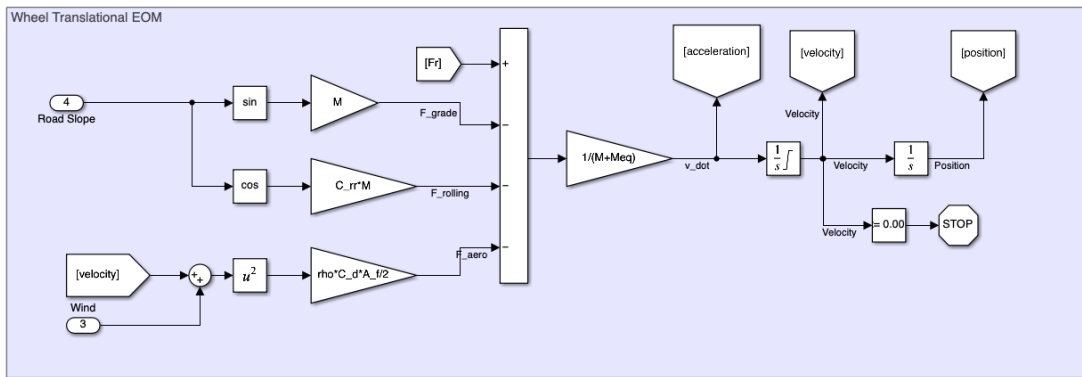 Wheel Translational EOM
[acceleration]
[velocity]
[position]
[Fr]
+
4
Road Slope
sin
M
F_grade
−
Velocity
1/(M+Meq)
v_dot
1
s
Velocity
1
s
Position
cos
C_rr*M
F_rolling
−
Velocity
= 0.00
STOP
[velocity]
+
+
u²
rho*C_d*A_f/2
F_aero
−
Wind
3